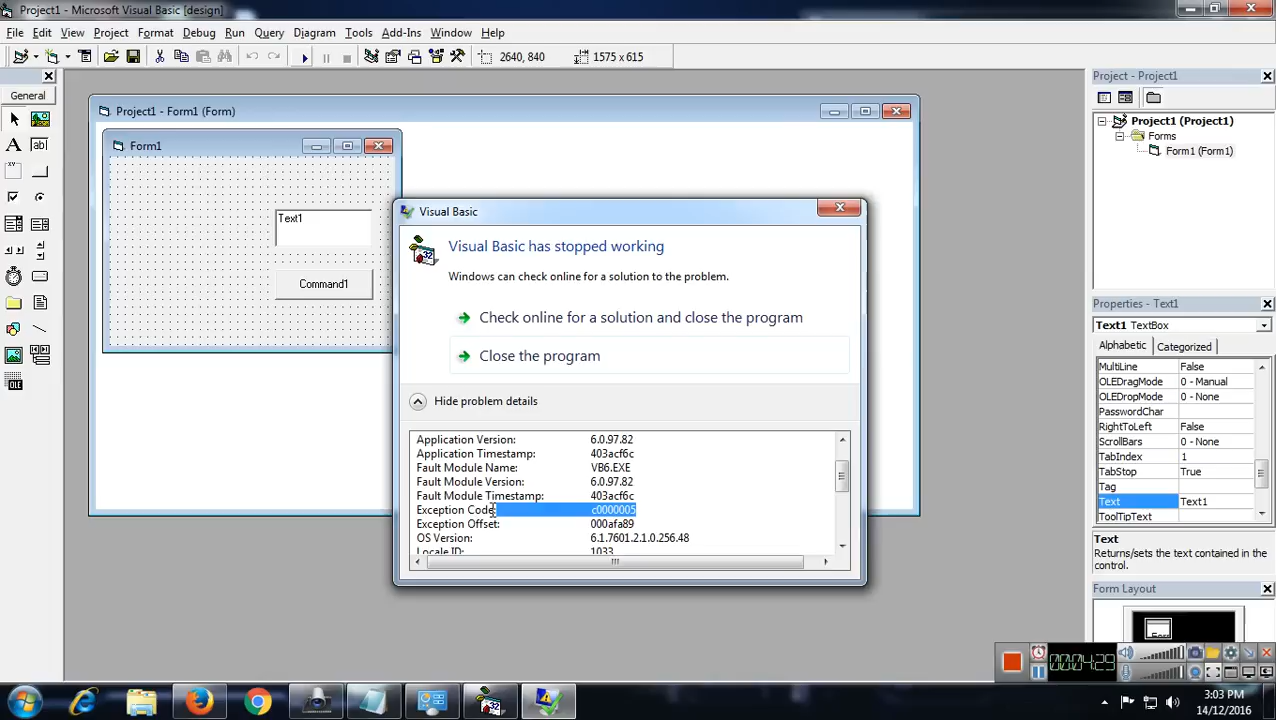 Project1 - Microsoft Visual Basic [design]
File Edit View Project Format Debug Run Query Diagram Tools Add-Ins Window Help
2640, 840 1575 x 615
General
Project1 - Form1 (Form)
Form1
Text1
Command1
Visual Basic
Visual Basic has stopped working
Windows can check online for a solution to the problem.
Check online for a solution and close the program
Close the program
Hide problem details
Application Version: 6.0.97.82
Application Timestamp: 403acf6c
Fault Module Name: VB6.EXE
Fault Module Version: 6.0.97.82
Fault Module Timestamp: 403acf6c
Exception Code: c0000005
Exception Offset: 000afa89
OS Version: 6.1.7601.2.1.0.256.48
Locale ID: 1033
Project - Project1
Project1 (Project1)
Forms
Form1 (Form1)
Properties - Text1
Text1 TextBox
Alphabetic Categorized
MultiLine False
OLEDragMode 0 - Manual
OLEDropMode 0 - None
PasswordChar
RightToLeft False
ScrollBars 0 - None
TabIndex 1
TabStop True
Tag
Text Text1
ToolTipText
Text
Returns/sets the text contained in the
control.
Form Layout
00:04:29
3:03 PM
14/12/2016